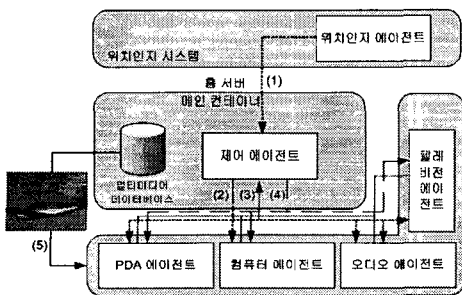 위치인지 에이전트
위치인지 시스템
홈 서버
(1)
메인 컨테이너
제어 에이전트
멀티미디어
데이터베이스
(2)
(3)
(4)
텔레
비전
에이
전트
(5)
PDA 에이전트
컴퓨터 에이전트
오디오 에이전트